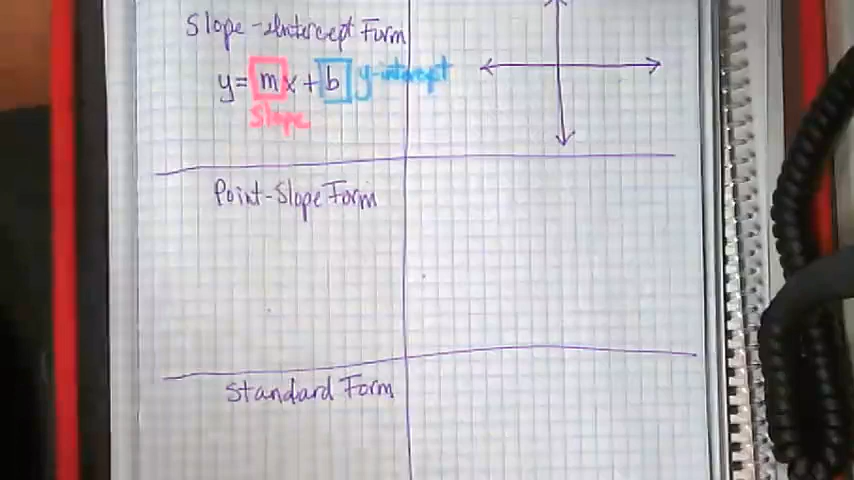 Slope-Intercept Form
y=mx+b y-intercept
Slope
Point-Slope Form
Standard Form